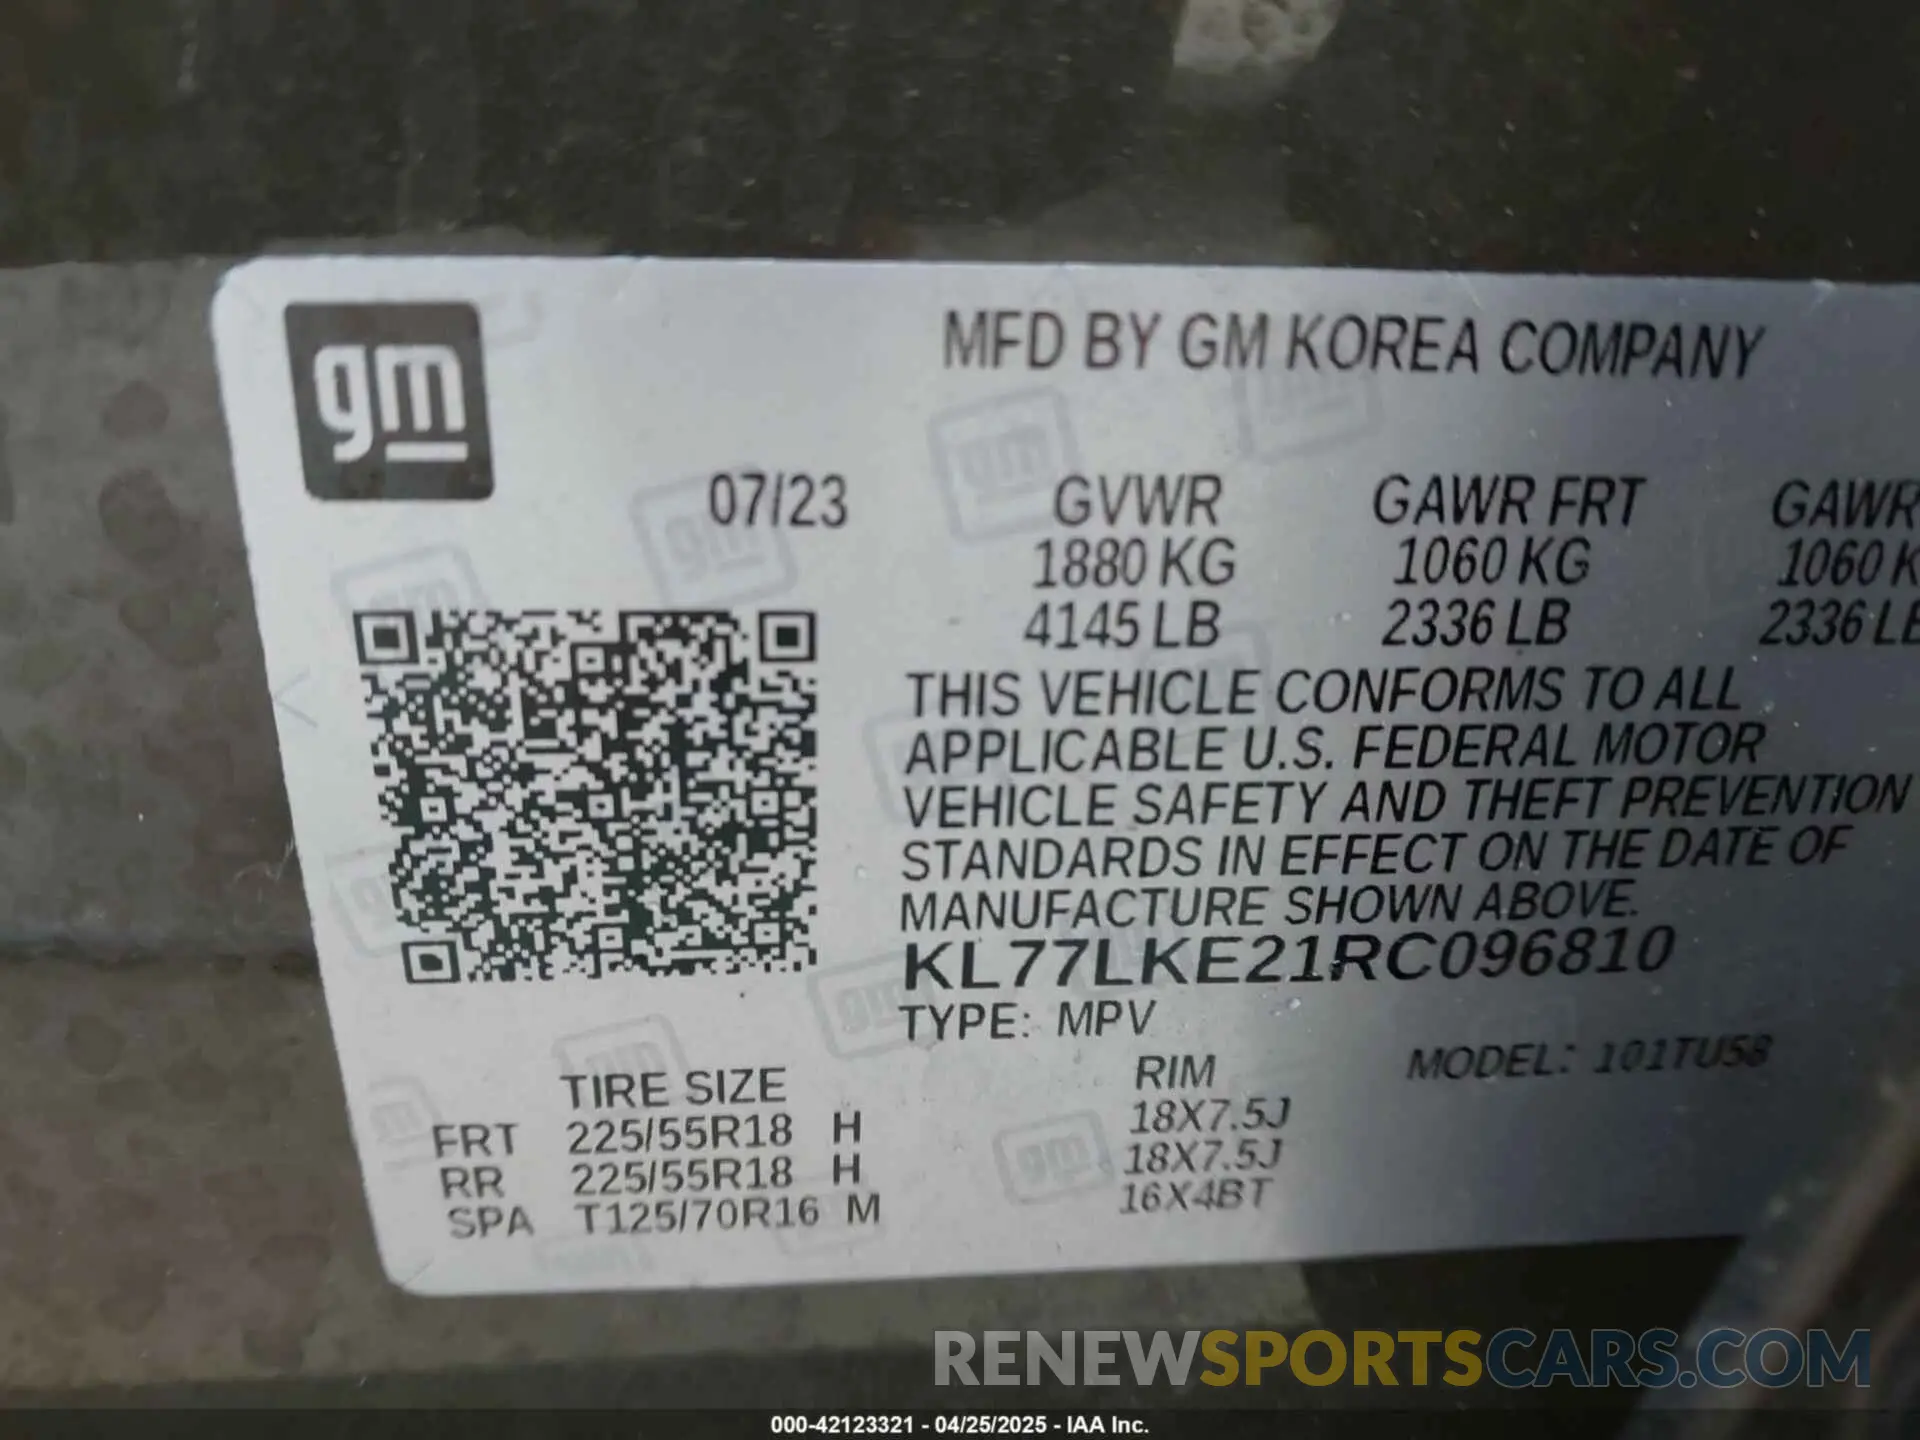 gm
MFD BY GM KOREA COMPANY
07/23
GVWR GAWR FRT GAWR
1880 KG 1060 KG 1060 K
4145 LB 2336 LB 2336 LB
THIS VEHICLE CONFORMS TO ALL
APPLICABLE U.S. FEDERAL MOTOR
VEHICLE SAFETY AND THEFT PREVENTION
STANDARDS IN EFFECT ON THE DATE OF
MANUFACTURE SHOWN ABOVE.
KL77LKE21RC096810
TYPE: MPV
MODEL: 101TU58
TIRE SIZE RIM
FRT 225/55R18 H 18X7.5J
RR 225/55R18 H 18X7.5J
SPA T125/70R16 M 16X4BT
RENEWSPORTSCARS.COM
000-42123321 - 04/25/2025 - IAA Inc.